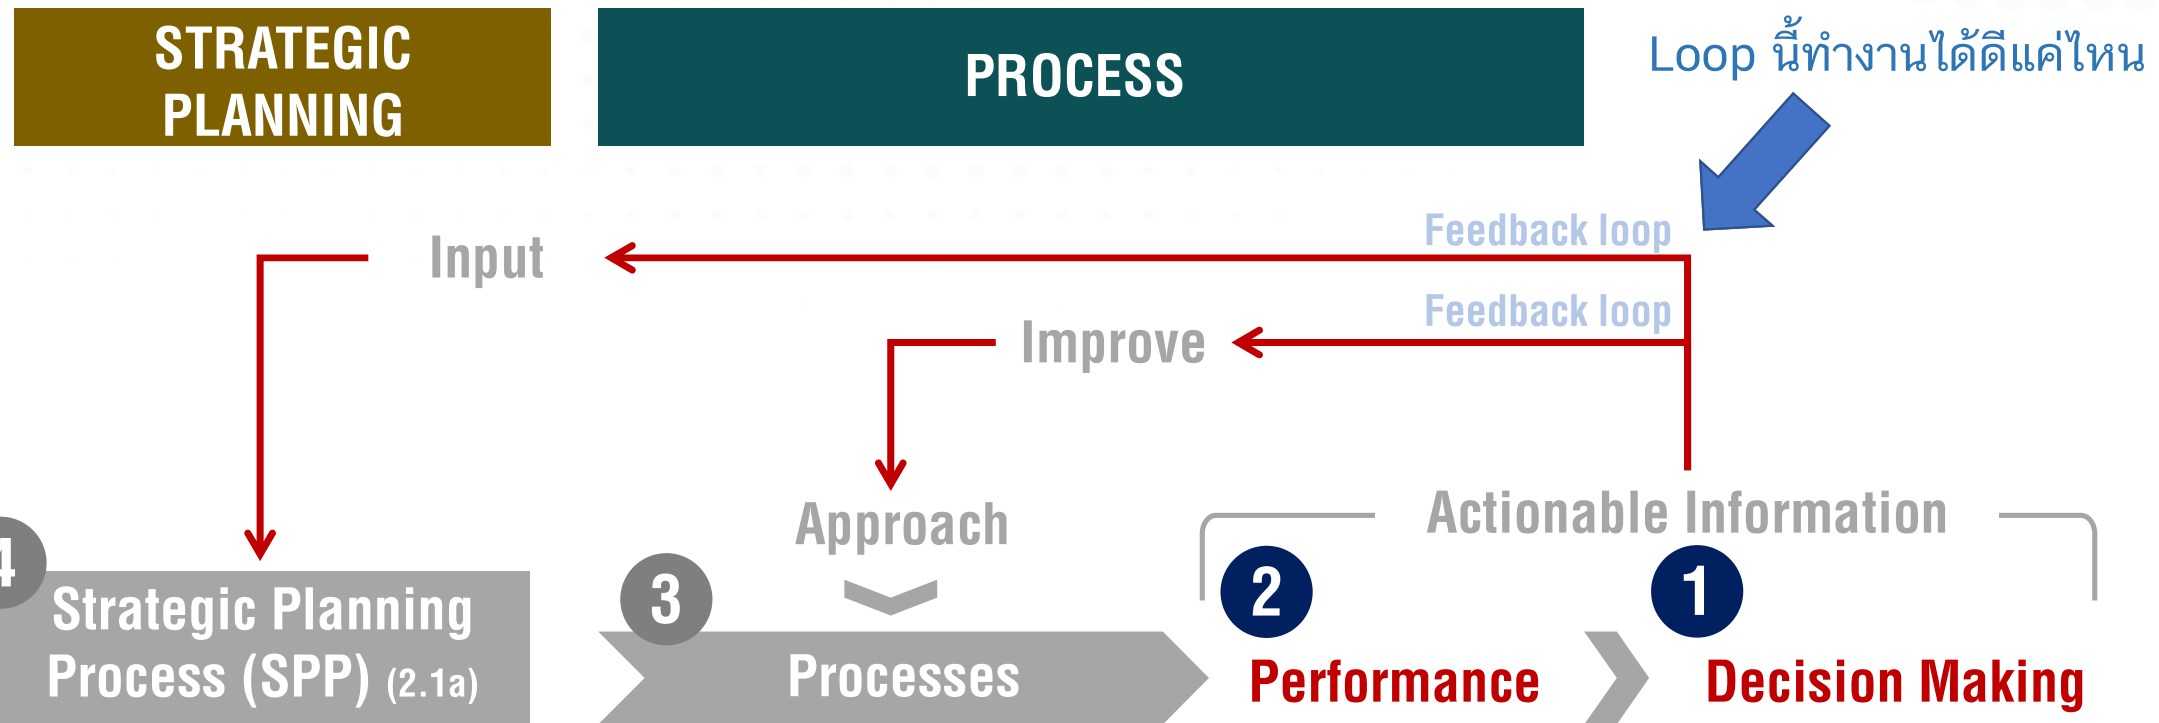 STRATEGIC
PLANNING
PROCESS
Loop นี้ทำงานได้ดีแค่ไหน
Feedback loop
Input
Feedback loop
Improve
Approach
Actionable Information
4
3
2
1
Strategic Planning
Process (SPP) (2.1a)
Processes
Performance
Decision Making